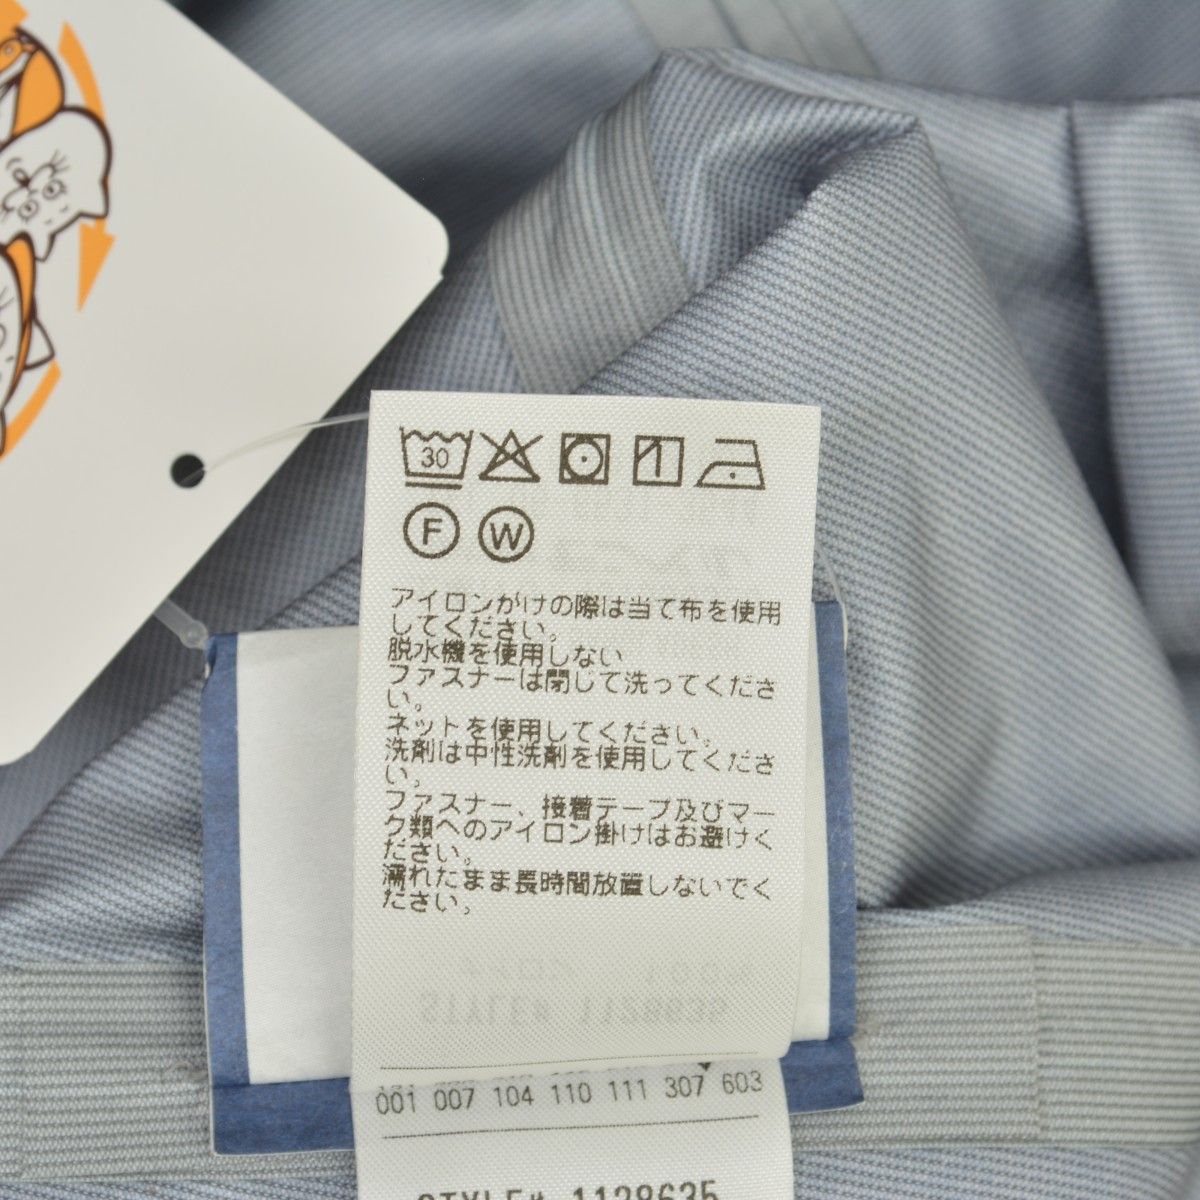 30
F W
アイロンがけの際は当て布を使用
してください。
脱水機を使用しない
ファスナーは閉じて洗ってくださ
い。
ネットを使用してください。
洗剤は中性洗剤を使用してくださ
い。
ファスナー、接着テープ及びマー
ク類へのアイロン掛けはお避けく
ださい。
濡れたまま長時間放置しないでく
ださい。
001 007 104 110 111 307 603
STYLE# 1128635